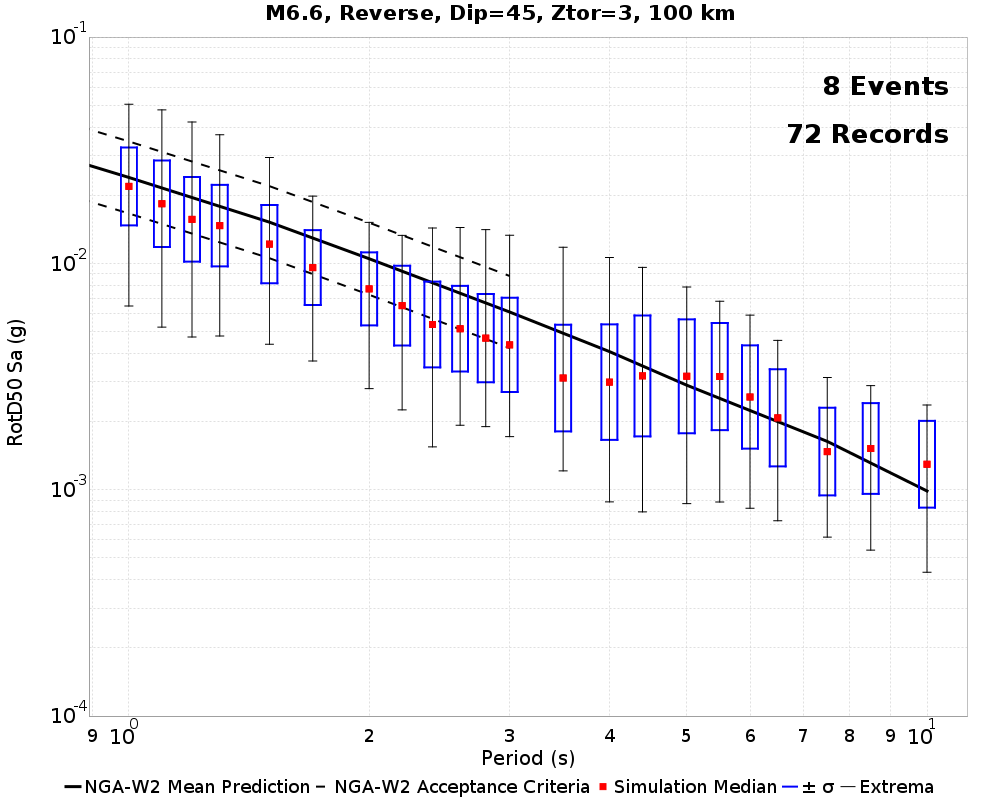 M6.6, Reverse, Dip=45, Ztor=3, 100 km
8 Events
72 Records
RotD50 Sa (g)
10^-1
10^-2
10^-3
10^-4
9 10^0 2 3 4 5 6 7 8 9 10^1
Period (s)
NGA-W2 Mean Prediction NGA-W2 Acceptance Criteria Simulation Median ± σ Extrema